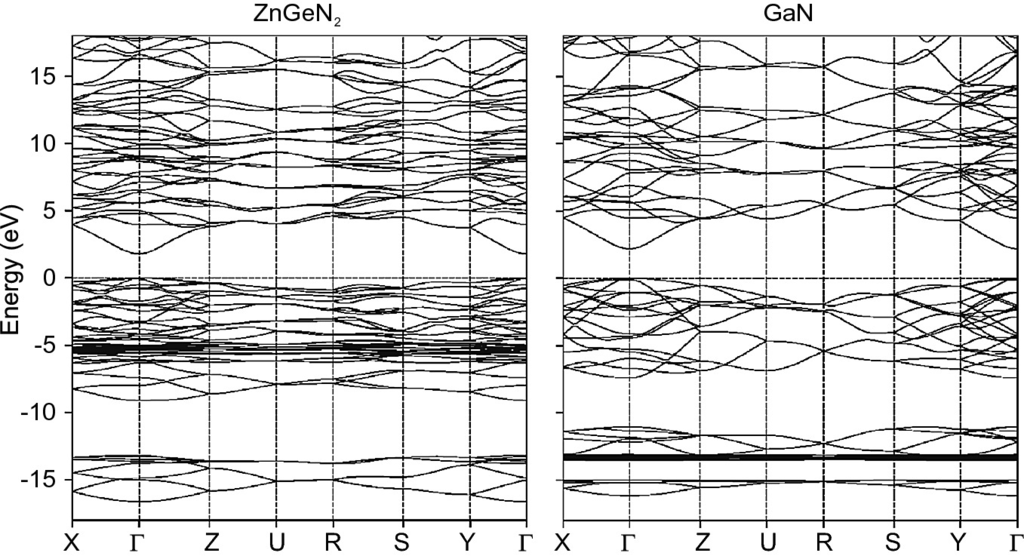 ZnGeN₂
GaN
Energy (eV)
15
10
5
0
-5
-10
-15
X Γ Z U R S Y Γ
X Γ Z U R S Y Γ